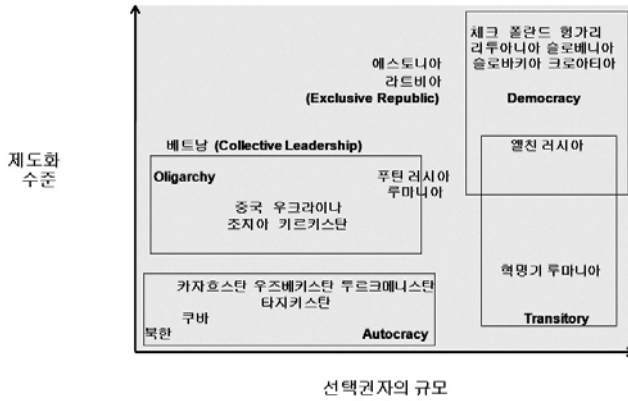 체크 폴란드 헝가리
리투아니아 슬로베니아
슬로바키아 크로아티아
Democracy
에스토니아
라트비아
(Exclusive Republic)
제도화
수준
베트남 (Collective Leadership)
옐친 러시아
Oligarchy
푸틴 러시아
루마니아
중국 우크라이나
조지아 키르키스탄
혁명기 루마니아
Transitory
카자흐스탄 우즈베키스탄 투르크메니스탄
타지키스탄
쿠바
북한
Autocracy
선택권자의 규모